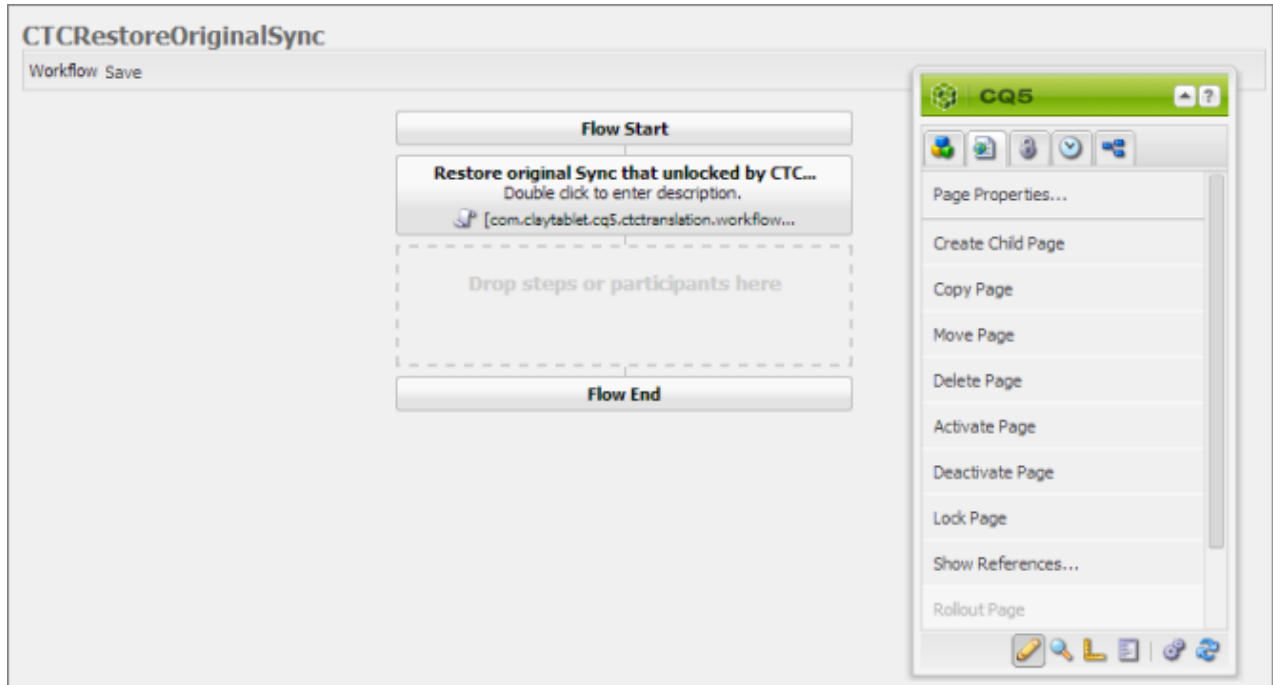 CTCRestoreOriginalSync
Workflow Save
Flow Start
Restore original Sync that unlocked by CTC...
Double click to enter description.
[com.claytablet.cq5.ctctranslation.workflow...
Drop steps or participants here
Flow End
CQ5
?
Page Properties...
Create Child Page
Copy Page
Move Page
Delete Page
Activate Page
Deactivate Page
Lock Page
Show References...
Rollout Page